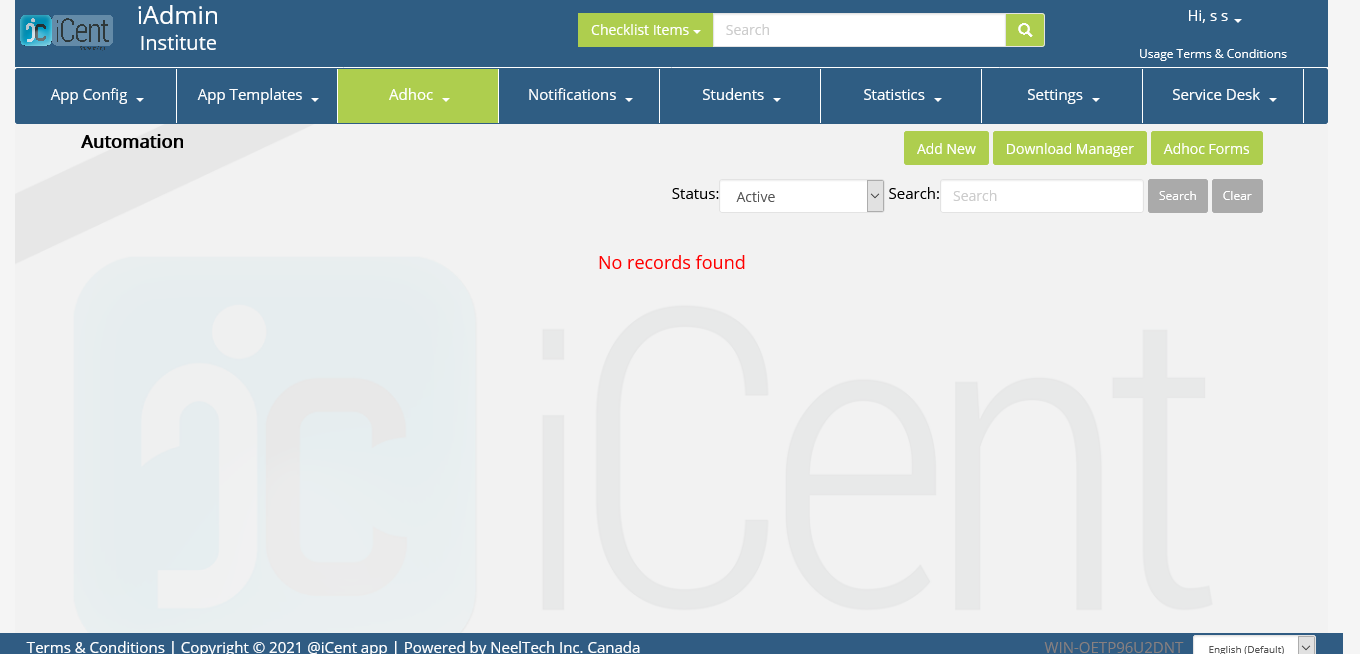 jc iCent
iAdmin
Institute
Checklist Items
Search
Hi, s s
Usage Terms & Conditions
App Config
App Templates
Adhoc
Notifications
Students
Statistics
Settings
Service Desk
Automation
Add New
Download Manager
Adhoc Forms
Status:
Active
Search:
Search
Search
Clear
No records found
jc iCent
Terms & Conditions | Copyright © 2021 @iCent app | Powered by NeelTech Inc. Canada
WIN-OETP96U2DNT
English (Default)